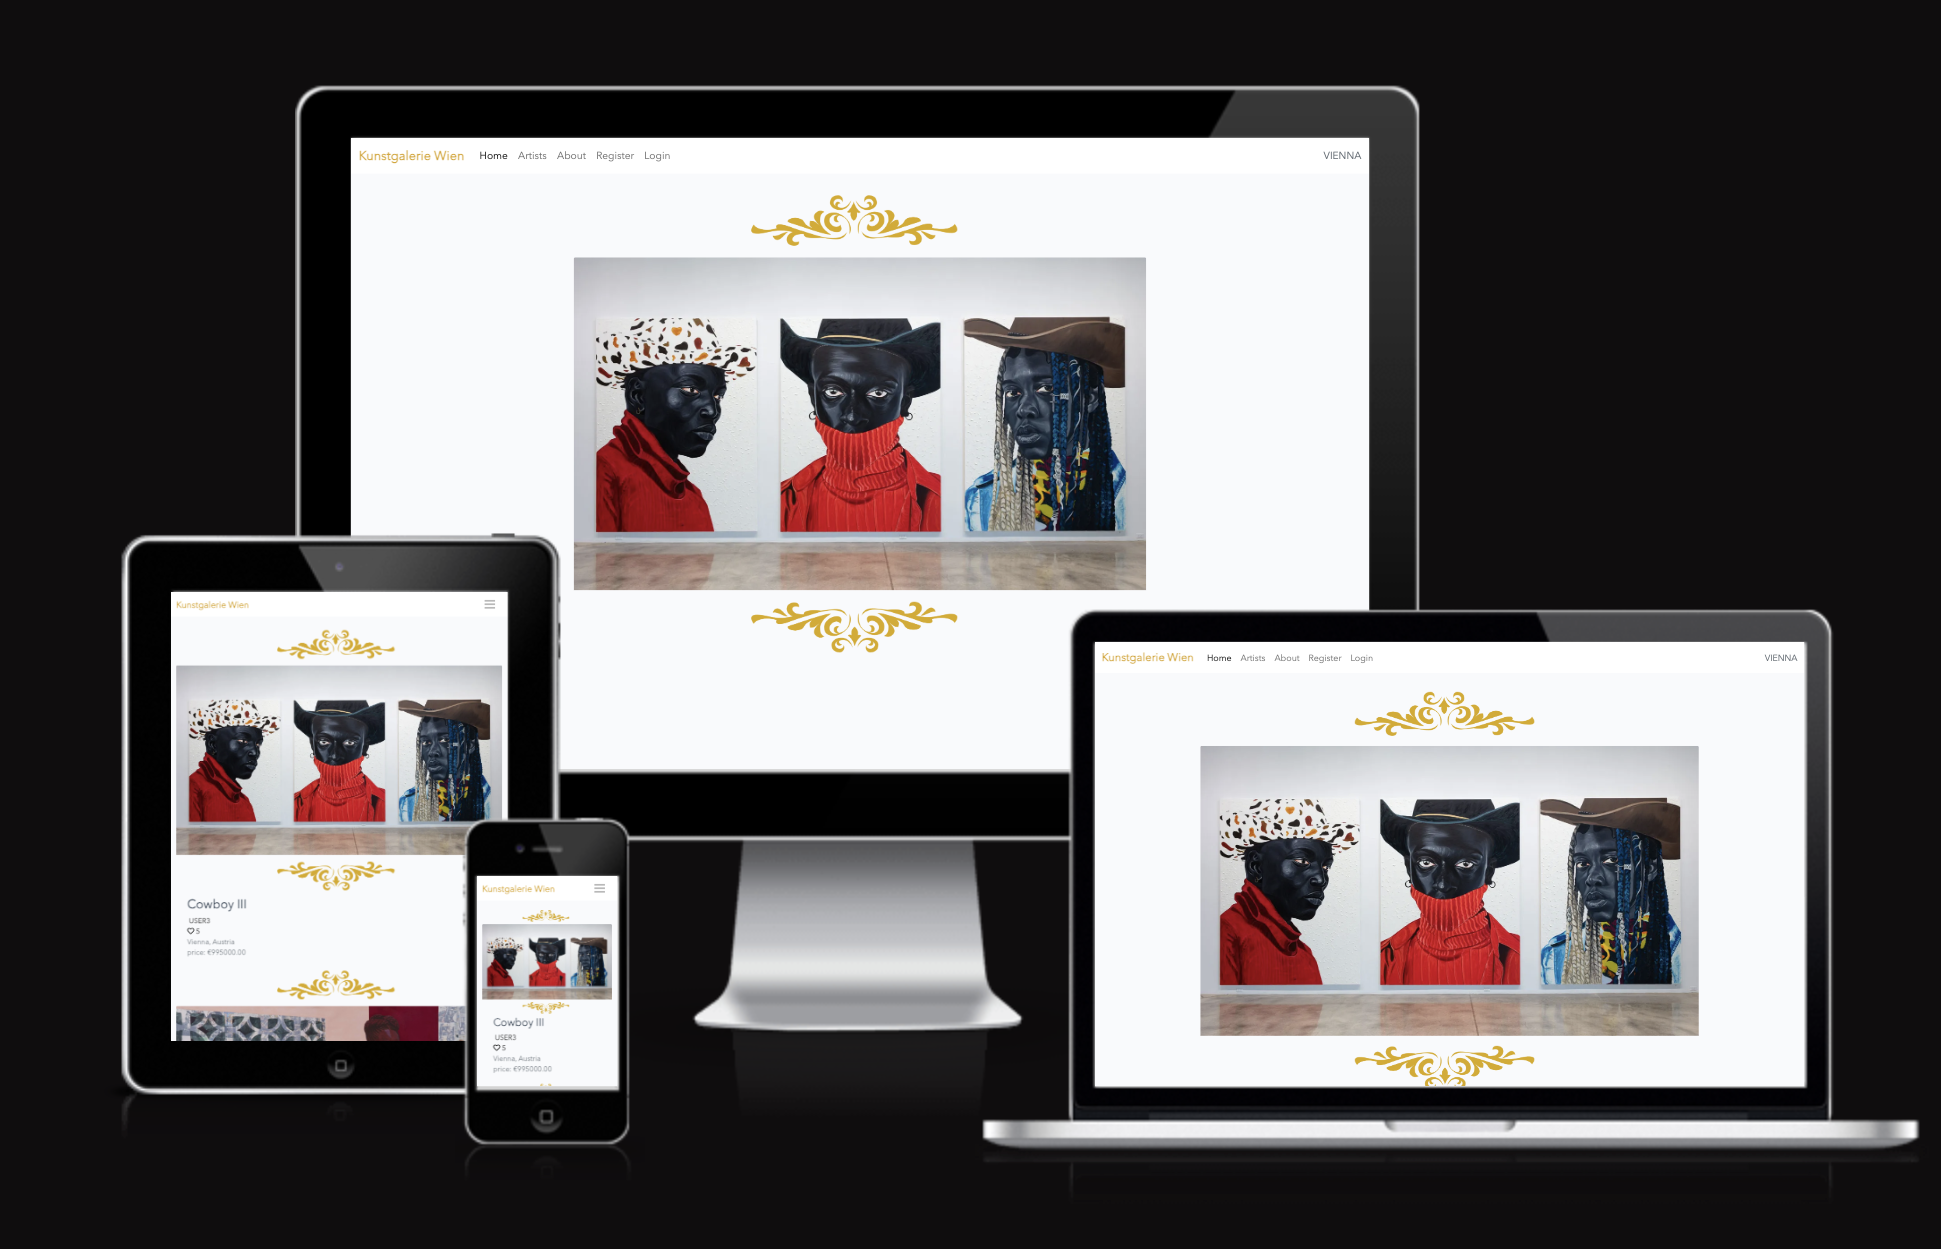 Kunstgalerie Wien Home Artists About Register Login VIENNA
Kunstgalerie Wien
Cowboy III
USER3
5
Vienna, Austria
price: €995000.00
Kunstgalerie Wien
Cowboy III
USER3
5
Vienna, Austria
price: €995000.00
Kunstgalerie Wien Home Artists About Register Login VIENNA